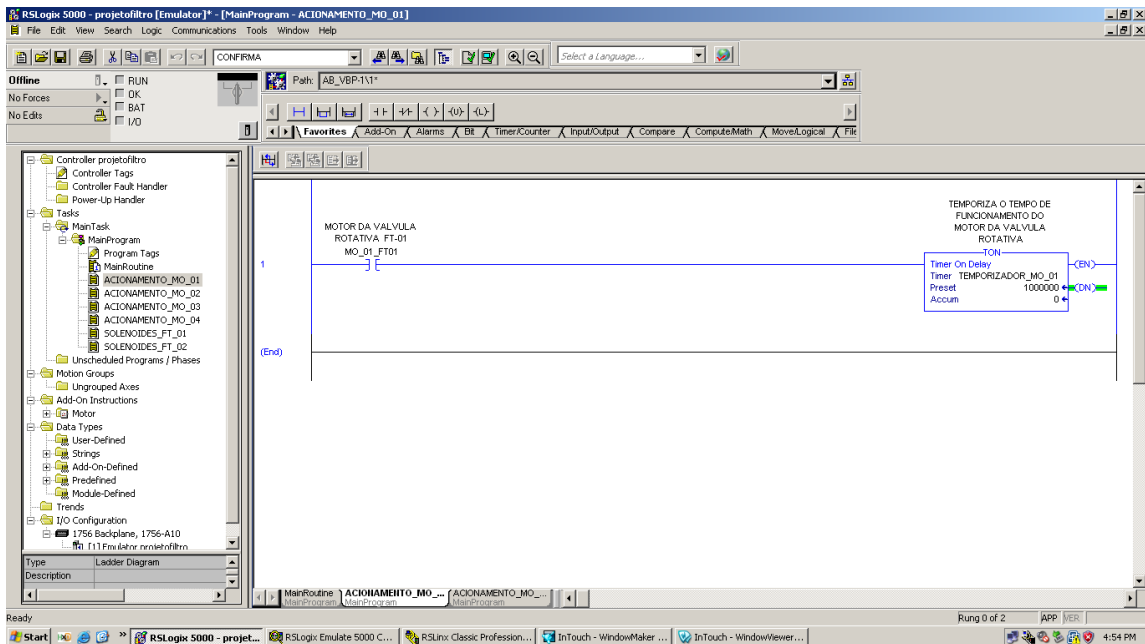 RSLogix 5000 - projetofiltro [Emulator]* - [MainProgram - ACIONAMENTO_MO_01]
File Edit View Search Logic Communications Tools Window Help
CONFIRMA
Select a Language...
Offline
RUN
No Forces
OK
No Edits
BAT
I/O
Path: AB_VBP-1\1*
Favorites Add-On Alarms Bit Timer/Counter Input/Output Compare Compute/Math Move/Logical File
Controller projetofiltro
Controller Tags
Controller Fault Handler
Power-Up Handler
Tasks
MainTask
MainProgram
Program Tags
MainRoutine
ACIONAMENTO_MO_01
ACIONAMENTO_MO_02
ACIONAMENTO_MO_03
ACIONAMENTO_MO_04
SOLENOIDES_FT_01
SOLENOIDES_FT_02
Unscheduled Programs / Phases
Motion Groups
Ungrouped Axes
Add-On Instructions
Motor
Data Types
User-Defined
Strings
Add-On-Defined
Predefined
Module-Defined
Trends
I/O Configuration
1756 Backplane, 1756-A10
[1] Emulator projetofiltro
Type Ladder Diagram
Description
1
MOTOR DA VALVULA
ROTATIVA FT-01
MO_01_FT01
TEMPORIZA O TEMPO DE
FUNCIONAMENTO DO
MOTOR DA VALVULA
ROTATIVA
TON
Timer On Delay
Timer TEMPORIZADOR_MO_01
Preset 1000000
Accum 0
(EN)
(DN)
(End)
MainRoutine
MainProgram
ACIONAMENTO_MO_...
MainProgram
ACIONAMENTO_MO_...
MainProgram
Ready
Rung 0 of 2
APP
VER
Start
RSLogix 5000 - projet...
RSLogix Emulate 5000 C...
RSLinx Classic Profession...
InTouch - WindowMaker ...
InTouch - WindowViewer...
4:54 PM